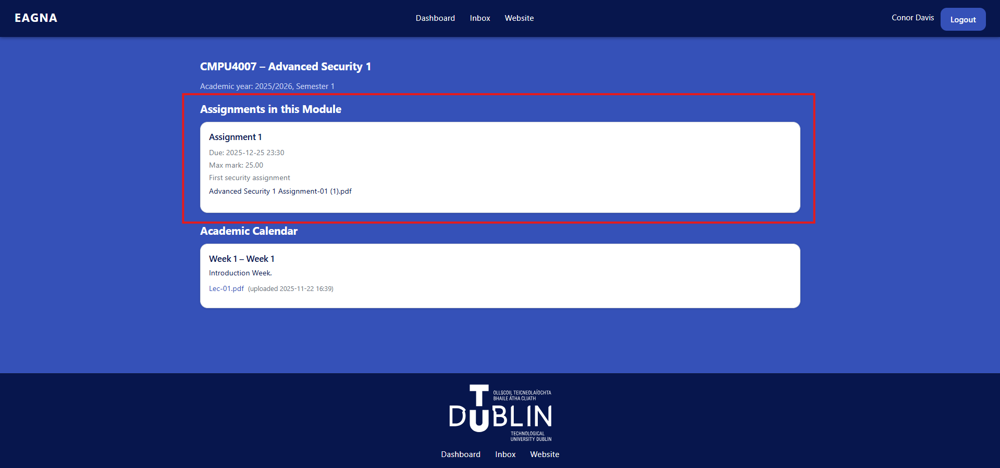 EAGNA
Dashboard Inbox Website
Conor Davis Logout
CMPU4007 – Advanced Security 1
Academic year: 2025/2026, Semester 1
Assignments in this Module
Assignment 1
Due: 2025-12-25 23:30
Max mark: 25.00
First security assignment
Advanced Security 1 Assignment-01 (1).pdf
Academic Calendar
Week 1 – Week 1
Introduction Week.
Lec-01.pdf (uploaded 2025-11-22 16:39)
OLLSCOIL TEICNEOLAÍOCHTA
BHAILE ÁTHA CLIATH
TU DUBLIN
TECHNOLOGICAL
UNIVERSITY DUBLIN
Dashboard Inbox Website